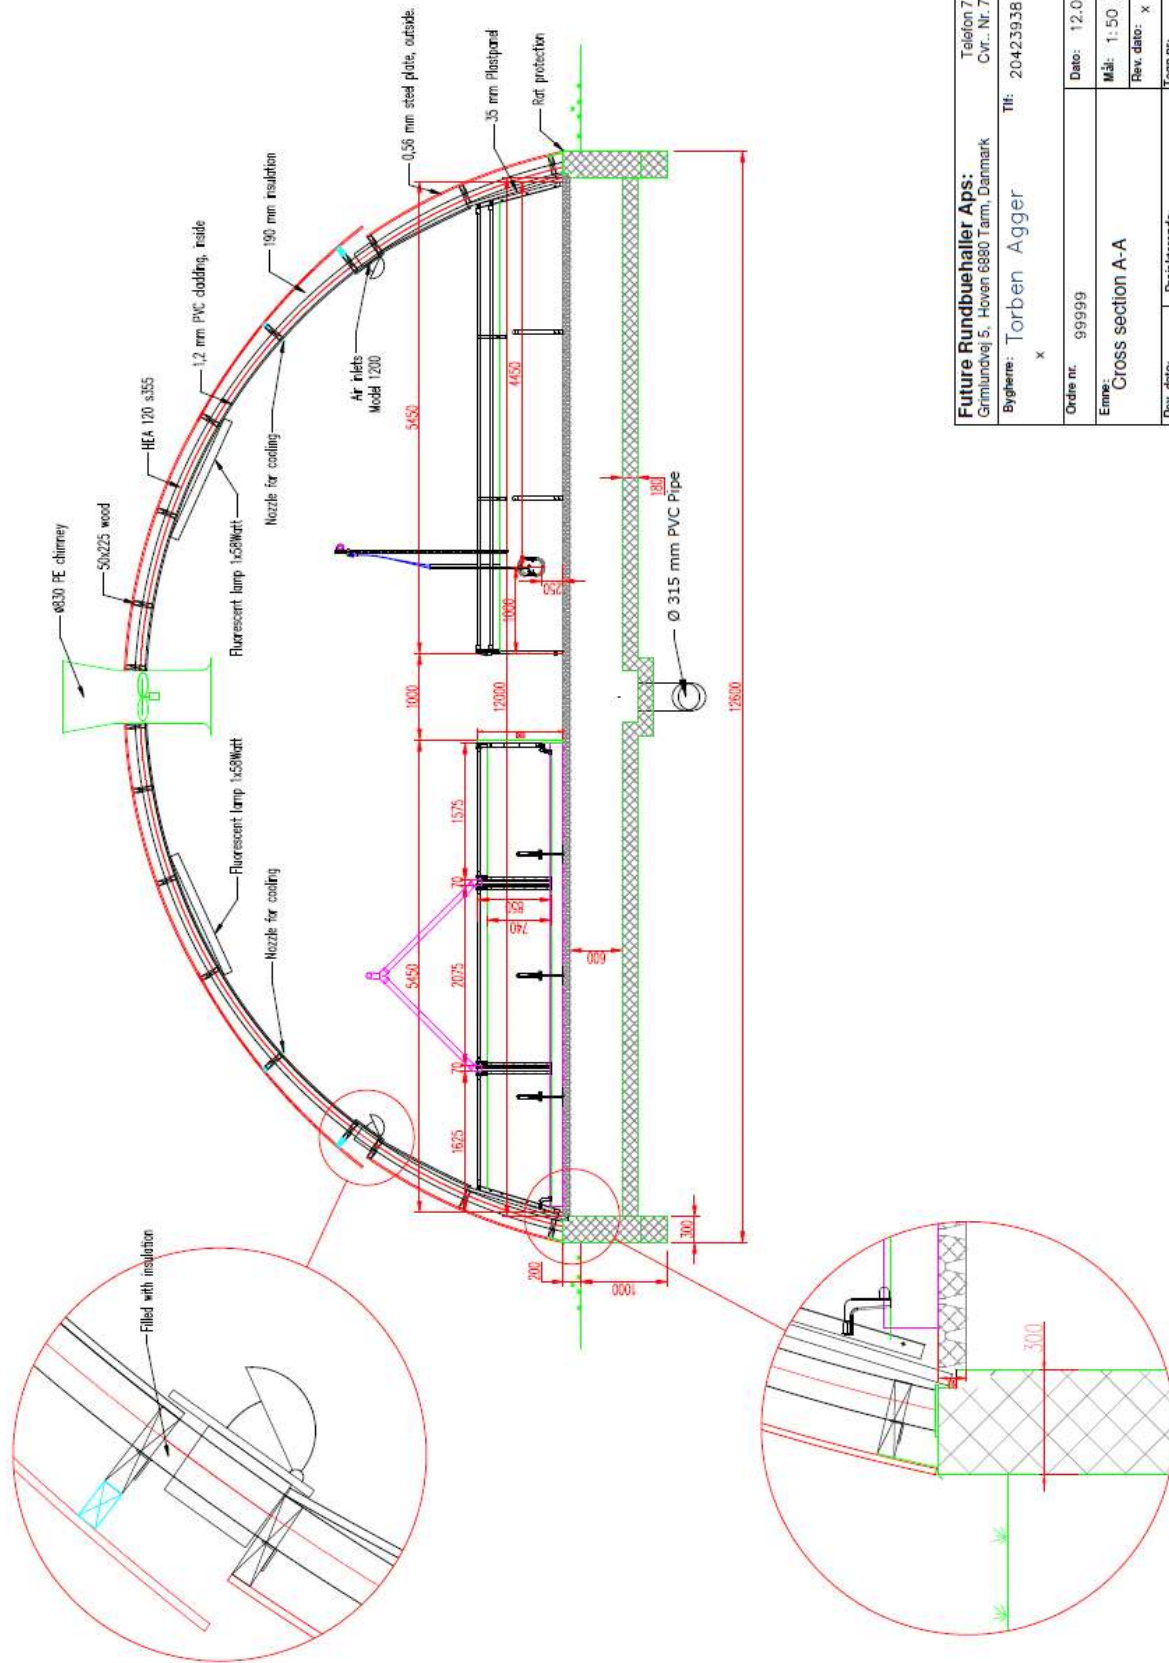 Ø830 PE chimney
50x225 wood
HEA 120 s355
1,2 mm PVC cladding, inside
190 mm insulation
0,56 mm steel plate, outside.
35 mm Plastpanel
Rat protection
Fluorescent lamp 1x58Watt
Fluorescent lamp 1x58Watt
Nozzle for cooling
Nozzle for cooling
Air inlets
Model 1200
Filled with insulation
5450
1000
5450
12000
4450
1000
250
1625
70
2075
70
1575
850
740
600
180
200
1000
300
12600
Ø 315 mm PVC Pipe
300
Future Rundbuehaller Aps:
Telefon 7
Grimlundvej 5, Hoven 6880 Tarm, Danmark
Cvr.. Nr. 7
Bygherre: Torben Agger
Tlf: 20423938
x
Ordre nr. 99999
Dato: 12.0
Emne: Cross section A-A
Mål: 1:50
Rev. dato: x